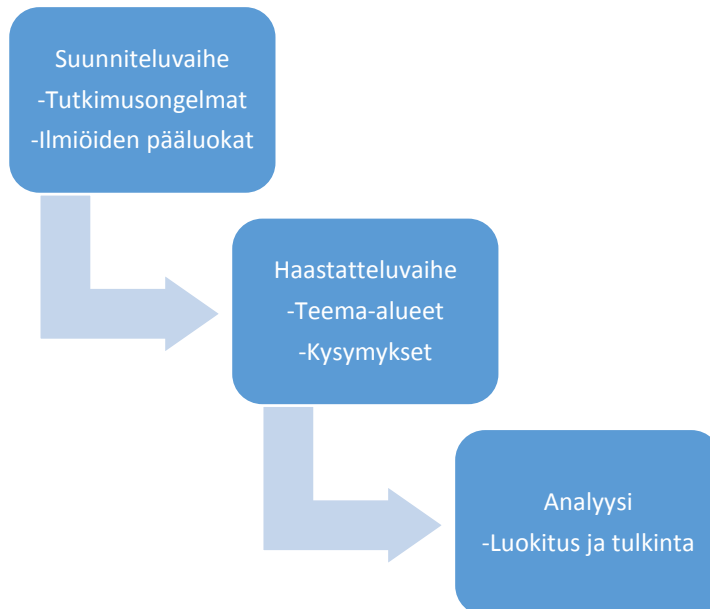 Suunniteluvaihe
-Tutkimusongelmat
-Ilmiöiden pääluokat
Haastatteluvaihe
-Teema-alueet
-Kysymykset
Analyysi
-Luokitus ja tulkinta